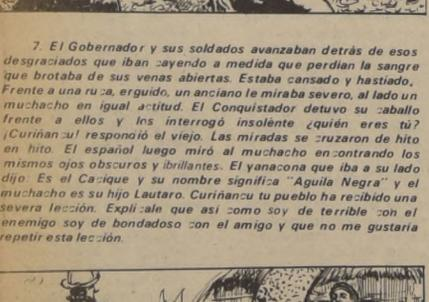 7. El Gobernador y sus soldados avanzaban detrás de esos
desgraciados que iban cayendo a medida que perdían la sangre
que brotaba de sus venas abiertas. Estaba cansado y hastiado.
Frente a una ruca, erguido, un anciano le miraba severo, al lado un
muchacho en igual actitud. El Conquistador detuvo su caballo
frente a ellos y los interrogó insolente ¿quién eres tú?
¡Curiñancu! respondió el viejo. Las miradas se cruzaron de hito
en hito. El español luego miró al muchacho encontrando los
mismos ojos obscuros y brillantes. El yanacona que iba a su lado
dijo: Es el Cacique y su nombre significa "Aguila Negra" y el
muchacho es su hijo Lautaro. Curiñancu tu pueblo ha recibido una
severa lección. Explícale que así como soy de terrible con el
enemigo soy de bondadoso con el amigo y que no me gustaría
repetir esta lección.